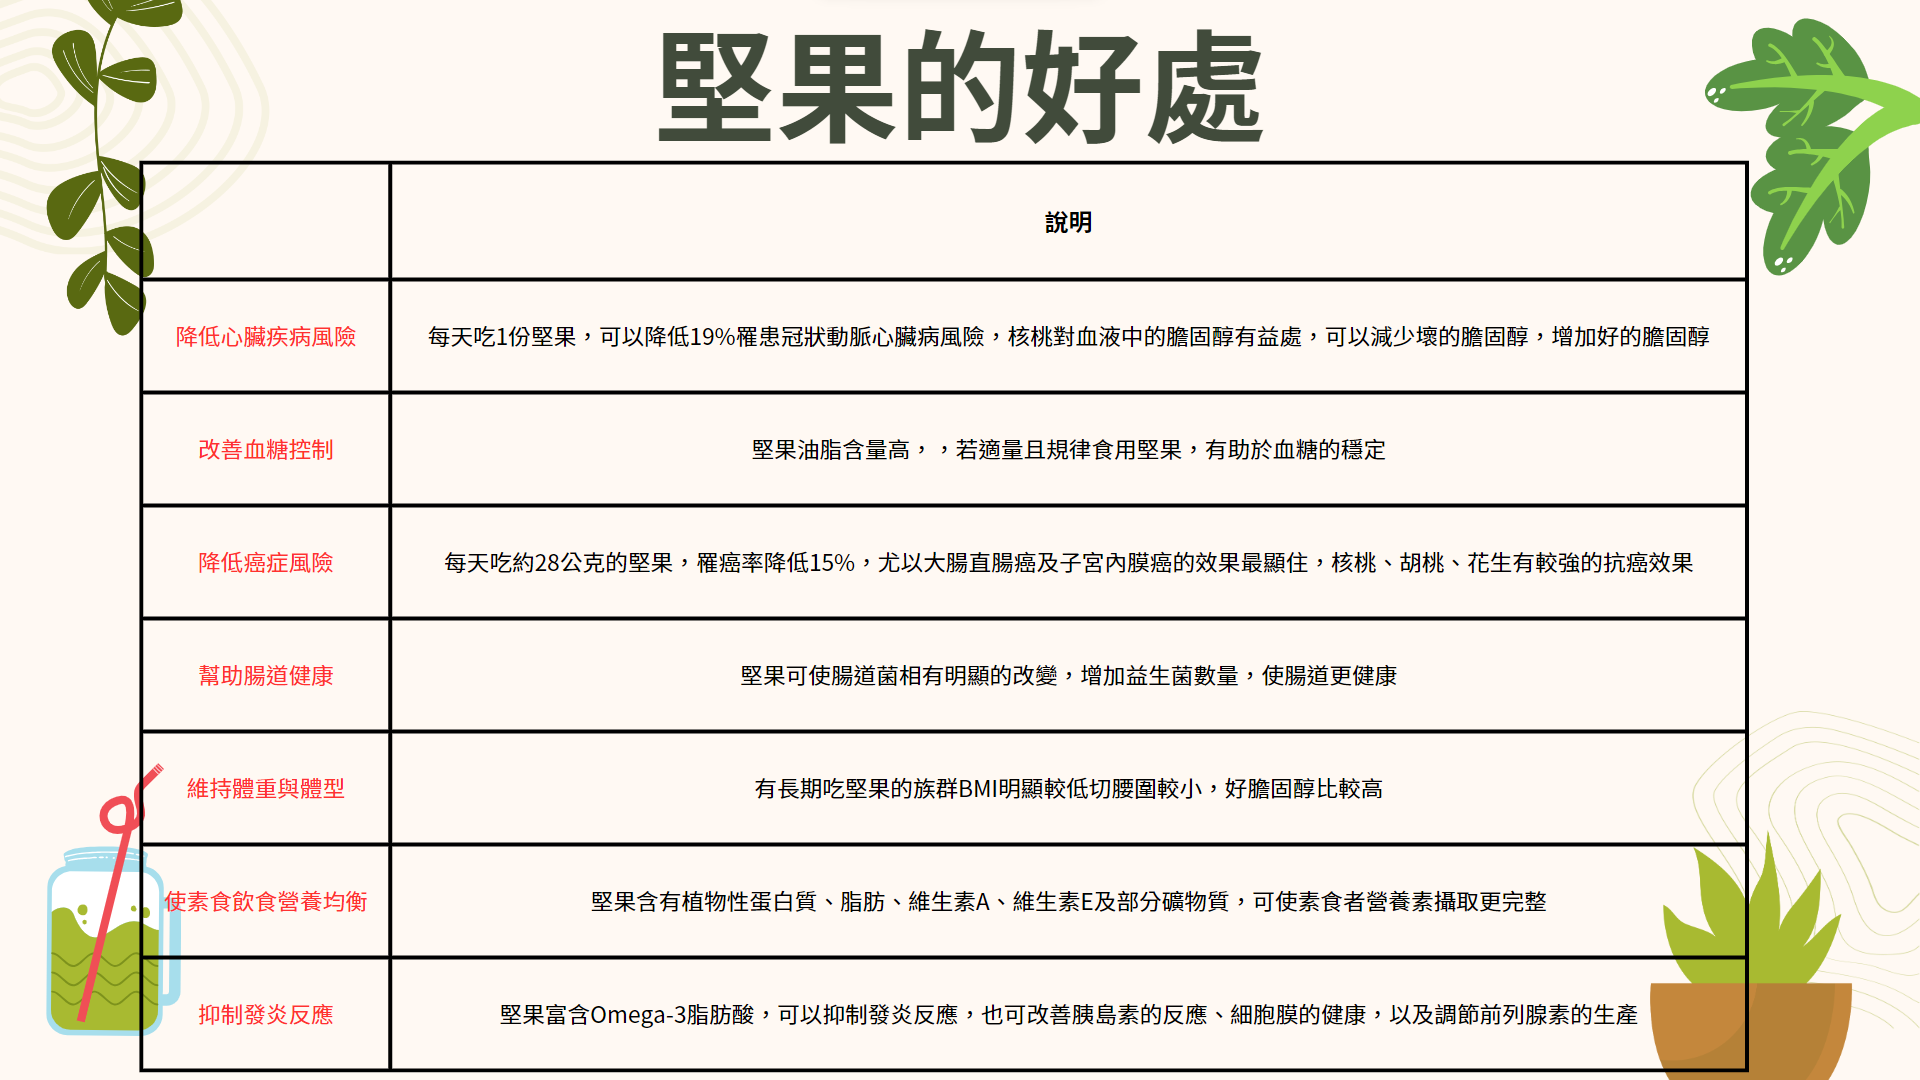 堅果的好處
說明
降低心臟疾病風險
每天吃1份堅果，可以降低19%罹患冠狀動脈心臟病風險，核桃對血液中的膽固醇有益處，可以減少壞的膽固醇，增加好的膽固醇
改善血糖控制
堅果油脂含量高，，若適量且規律食用堅果，有助於血糖的穩定
降低癌症風險
每天吃約28公克的堅果，罹癌率降低15%，尤以大腸直腸癌及子宮內膜癌的效果最顯住，核桃、胡桃、花生有較強的抗癌效果
幫助腸道健康
堅果可使腸道菌相有明顯的改變，增加益生菌數量，使腸道更健康
維持體重與體型
有長期吃堅果的族群BMI明顯較低切腰圍較小，好膽固醇比較高
使素食飲食營養均衡
堅果含有植物性蛋白質、脂肪、維生素A、維生素E及部分礦物質，可使素食者營養素攝取更完整
抑制發炎反應
堅果富含Omega-3脂肪酸，可以抑制發炎反應，也可改善胰島素的反應、細胞膜的健康，以及調節前列腺素的生產